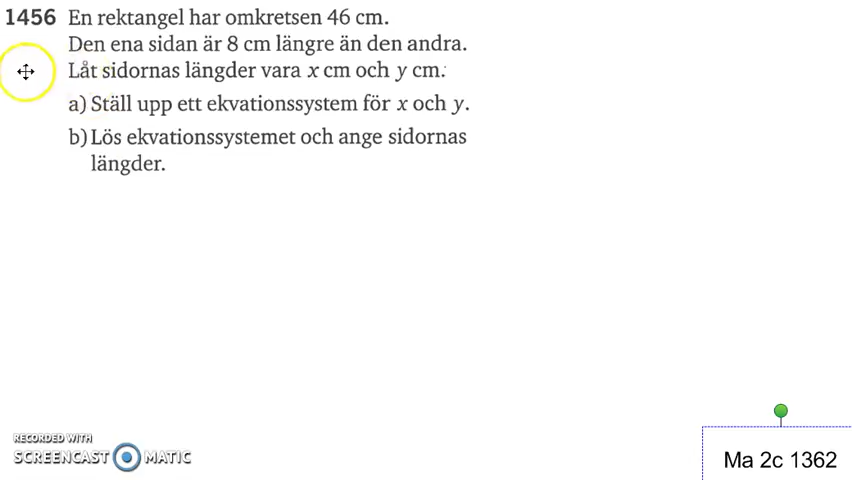 1456 En rektangel har omkretsen 46 cm.
Den ena sidan är 8 cm längre än den andra.
Låt sidornas längder vara x cm och y cm.
a) Ställ upp ett ekvationssystem för x och y.
b) Lös ekvationssystemet och ange sidornas
längder.
RECORDED WITH
SCREENCAST MATIC
Ma 2c 1362